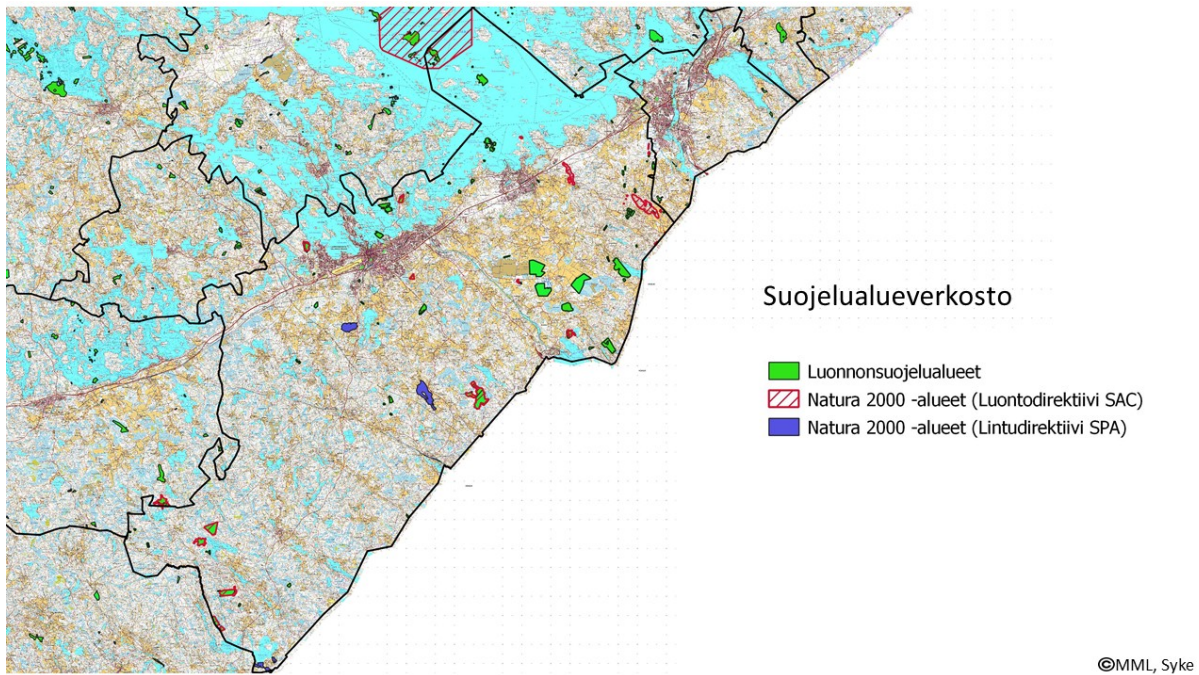 Suojelualueverkosto
Luonnonsuojelualueet
Natura 2000 -alueet (Luontodirektiivi SAC)
Natura 2000 -alueet (Lintudirektiivi SPA)
©MML, Syke